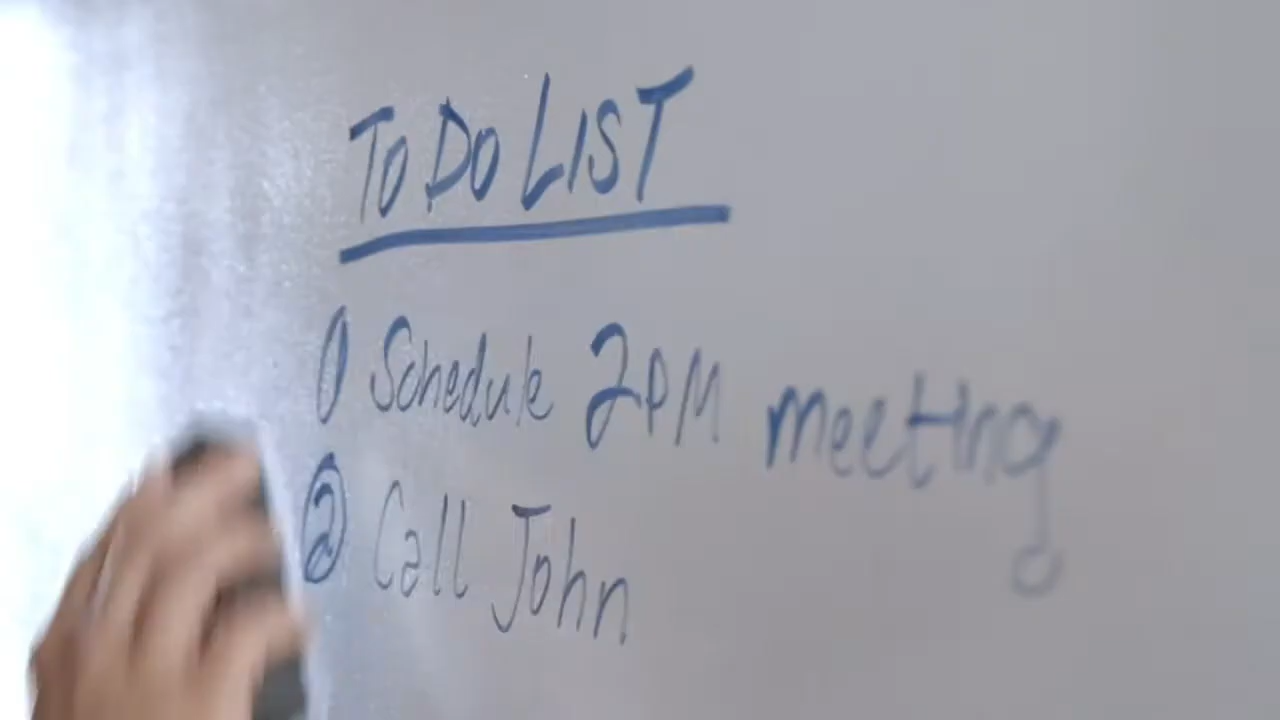 TO DO LIST
① Schedule 2PM meeting
② Call John